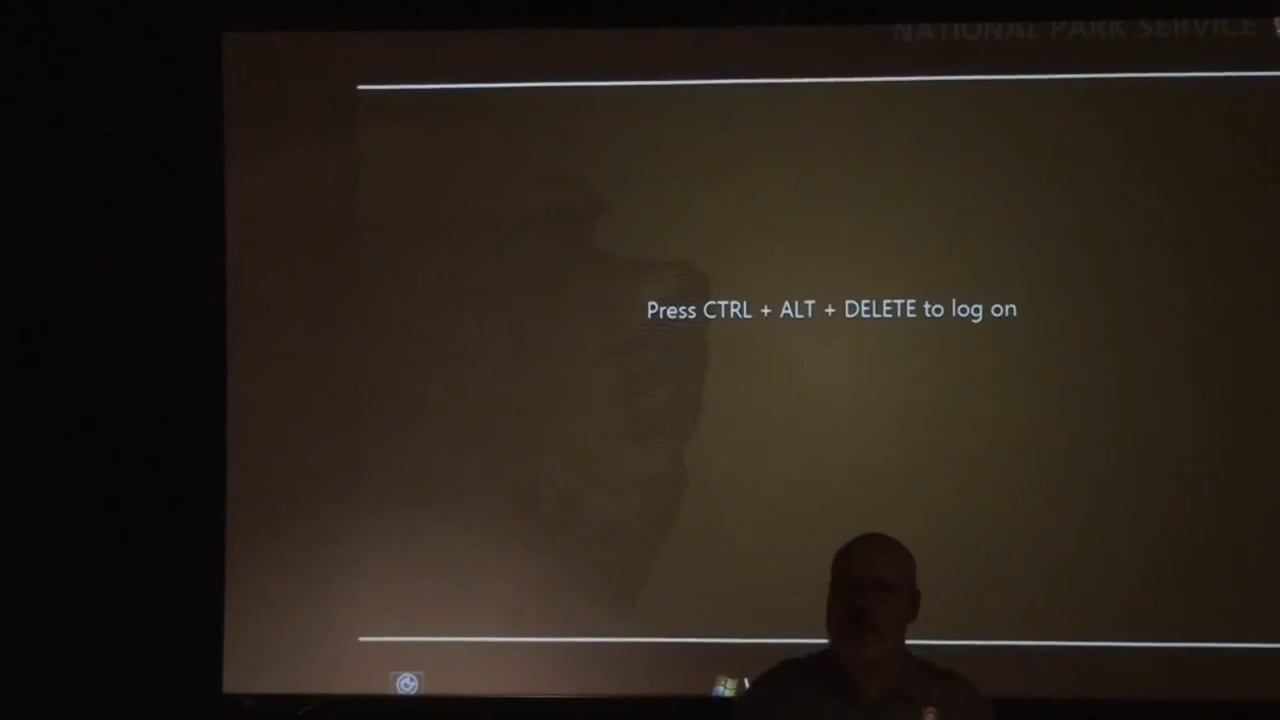 NATIONAL PARK SERVICE
Press CTRL + ALT + DELETE to log on